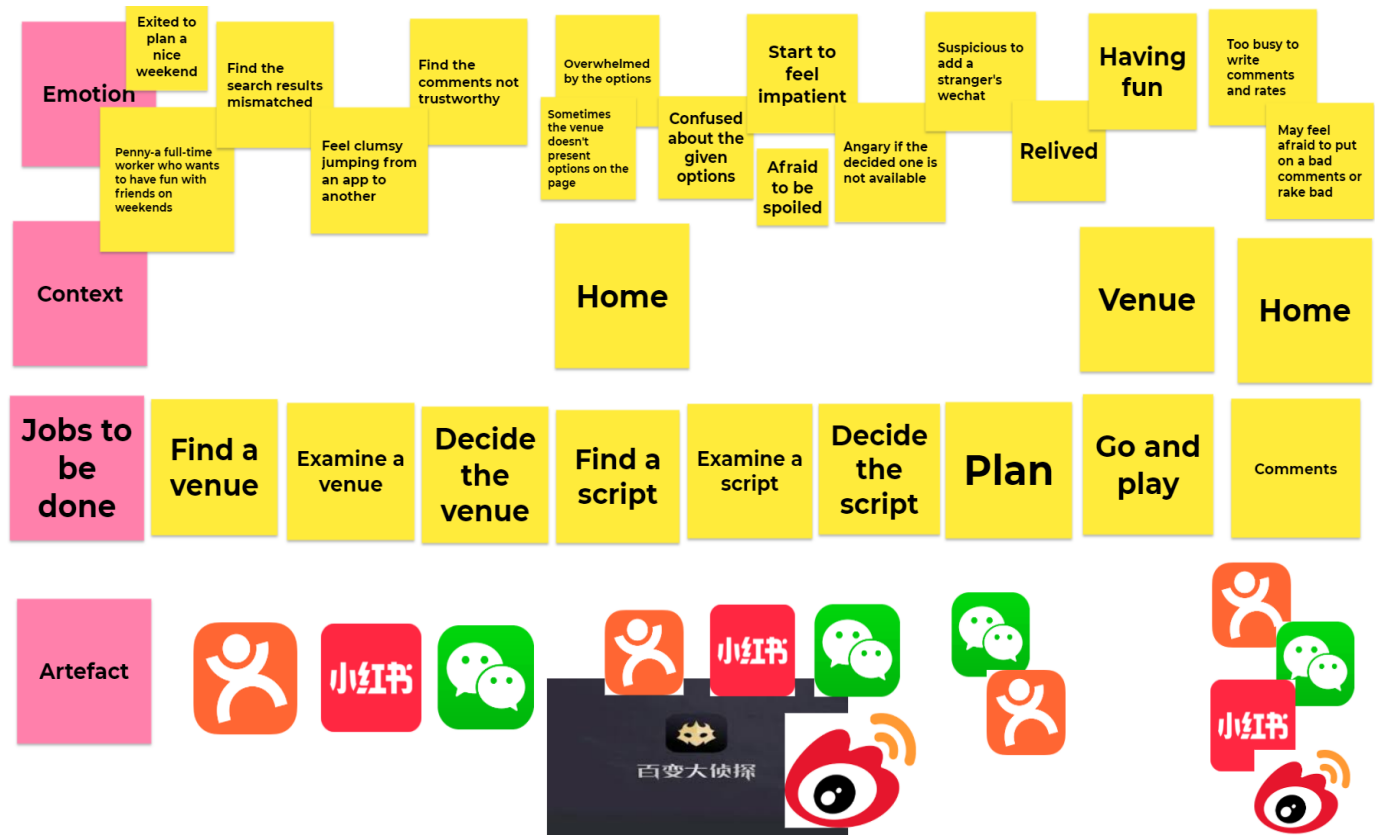 Emotion
Exited to
plan a
nice
weekend
Penny-a full-time
worker who wants
to have fun with
friends on
weekends
Find the
search results
mismatched
Feel clumsy
jumping from
an app to
another
Find the
comments not
trustworthy
Overwhelmed
by the options
Sometimes
the venue
doesn't
present
options on the
page
Confused
about the
given
options
Start to
feel
impatient
Afraid
to be
spoiled
Angary if the
decided one is
not available
Suspicious to
add a
stranger's
wechat
Relived
Having
fun
Too busy to
write
comments
and rates
May feel
afraid to put
on a bad
comments or
rake bad
Context
Home
Venue
Home
Jobs to
be
done
Find a
venue
Examine a
venue
Decide
the
venue
Find a
script
Examine a
script
Decide
the
script
Plan
Go and
play
Comments
Artefact
小红书
小红书
百变大侦探
小红书